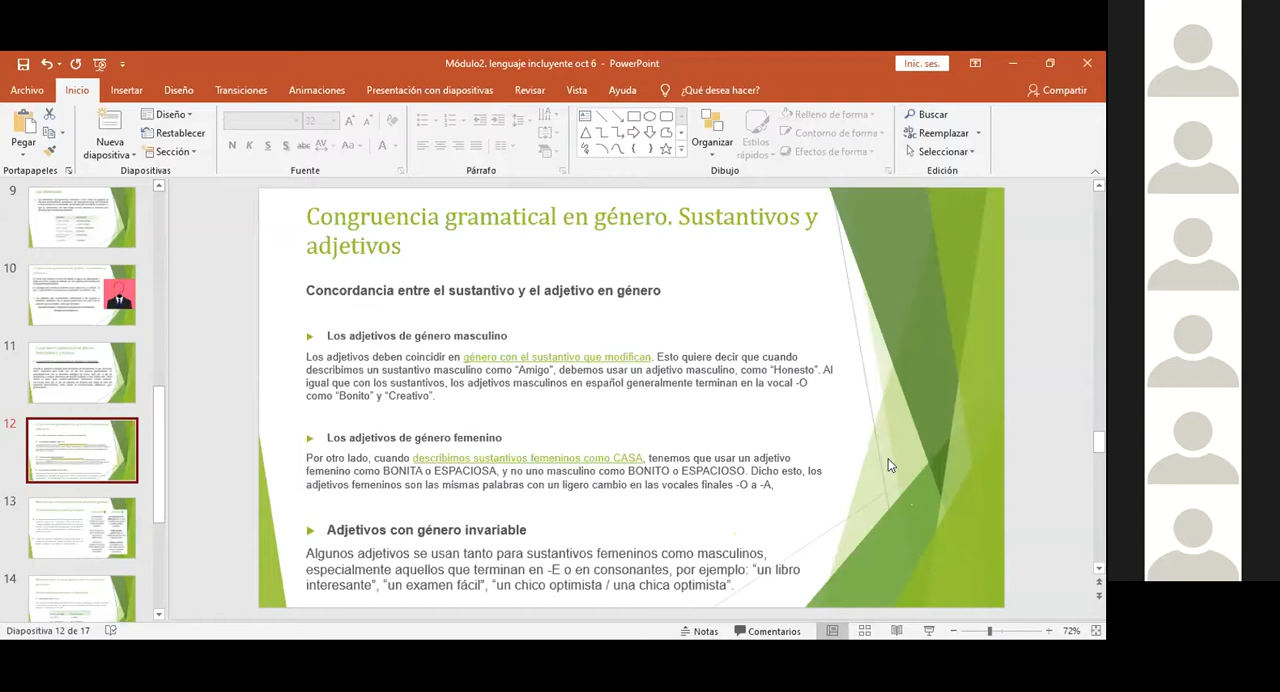 Módulo2. lenguaje incluyente oct 6 - PowerPoint
Inic. ses.
Archivo Inicio Insertar Diseño Transiciones Animaciones Presentación con diapositivas Revisar Vista Ayuda ¿Qué desea hacer? Compartir
Pegar
Nueva diapositiva
Diseño
Restablecer
Sección
32
N K S S abc AV Aa A
Organizar
Estilos rápidos
Relleno de forma
Contorno de forma
Efectos de forma
Buscar
Reemplazar
Seleccionar
Portapapeles Diapositivas Fuente Párrafo Dibujo Edición
9
10
11
12
13
14
Congruencia gramatical en género. Sustantivos y
adjetivos
Concordancia entre el sustantivo y el adjetivo en género
Los adjetivos de género masculino
Los adjetivos deben coincidir en género con el sustantivo que modifican. Esto quiere decir que cuando
describimos un sustantivo masculino como “Amigo”, debemos usar un adjetivo masculino como “Honesto”. Al
igual que con los sustantivos, los adjetivos masculinos en español generalmente terminan en la vocal -O
como “Bonito” y “Creativo”.
Los adjetivos de género femenino
Por otro lado, cuando describimos sustantivos femeninos como CASA, tenemos que usar un adjetivo
femenino como BONITA o ESPACIOSA, y no uno masculino como BONITO o ESPACIOSO. Dicho esto, los
adjetivos femeninos son las mismas palabras con un ligero cambio en las vocales finales -O a -A,
Adjetivos con género invariable
Algunos adjetivos se usan tanto para sustantivos femeninos como masculinos,
especialmente aquellos que terminan en -E o en consonantes, por ejemplo: “un libro
interesante”, “un examen fácil”. “un chico optimista / una chica optimista”.
Diapositiva 12 de 17
Notas
Comentarios
72%